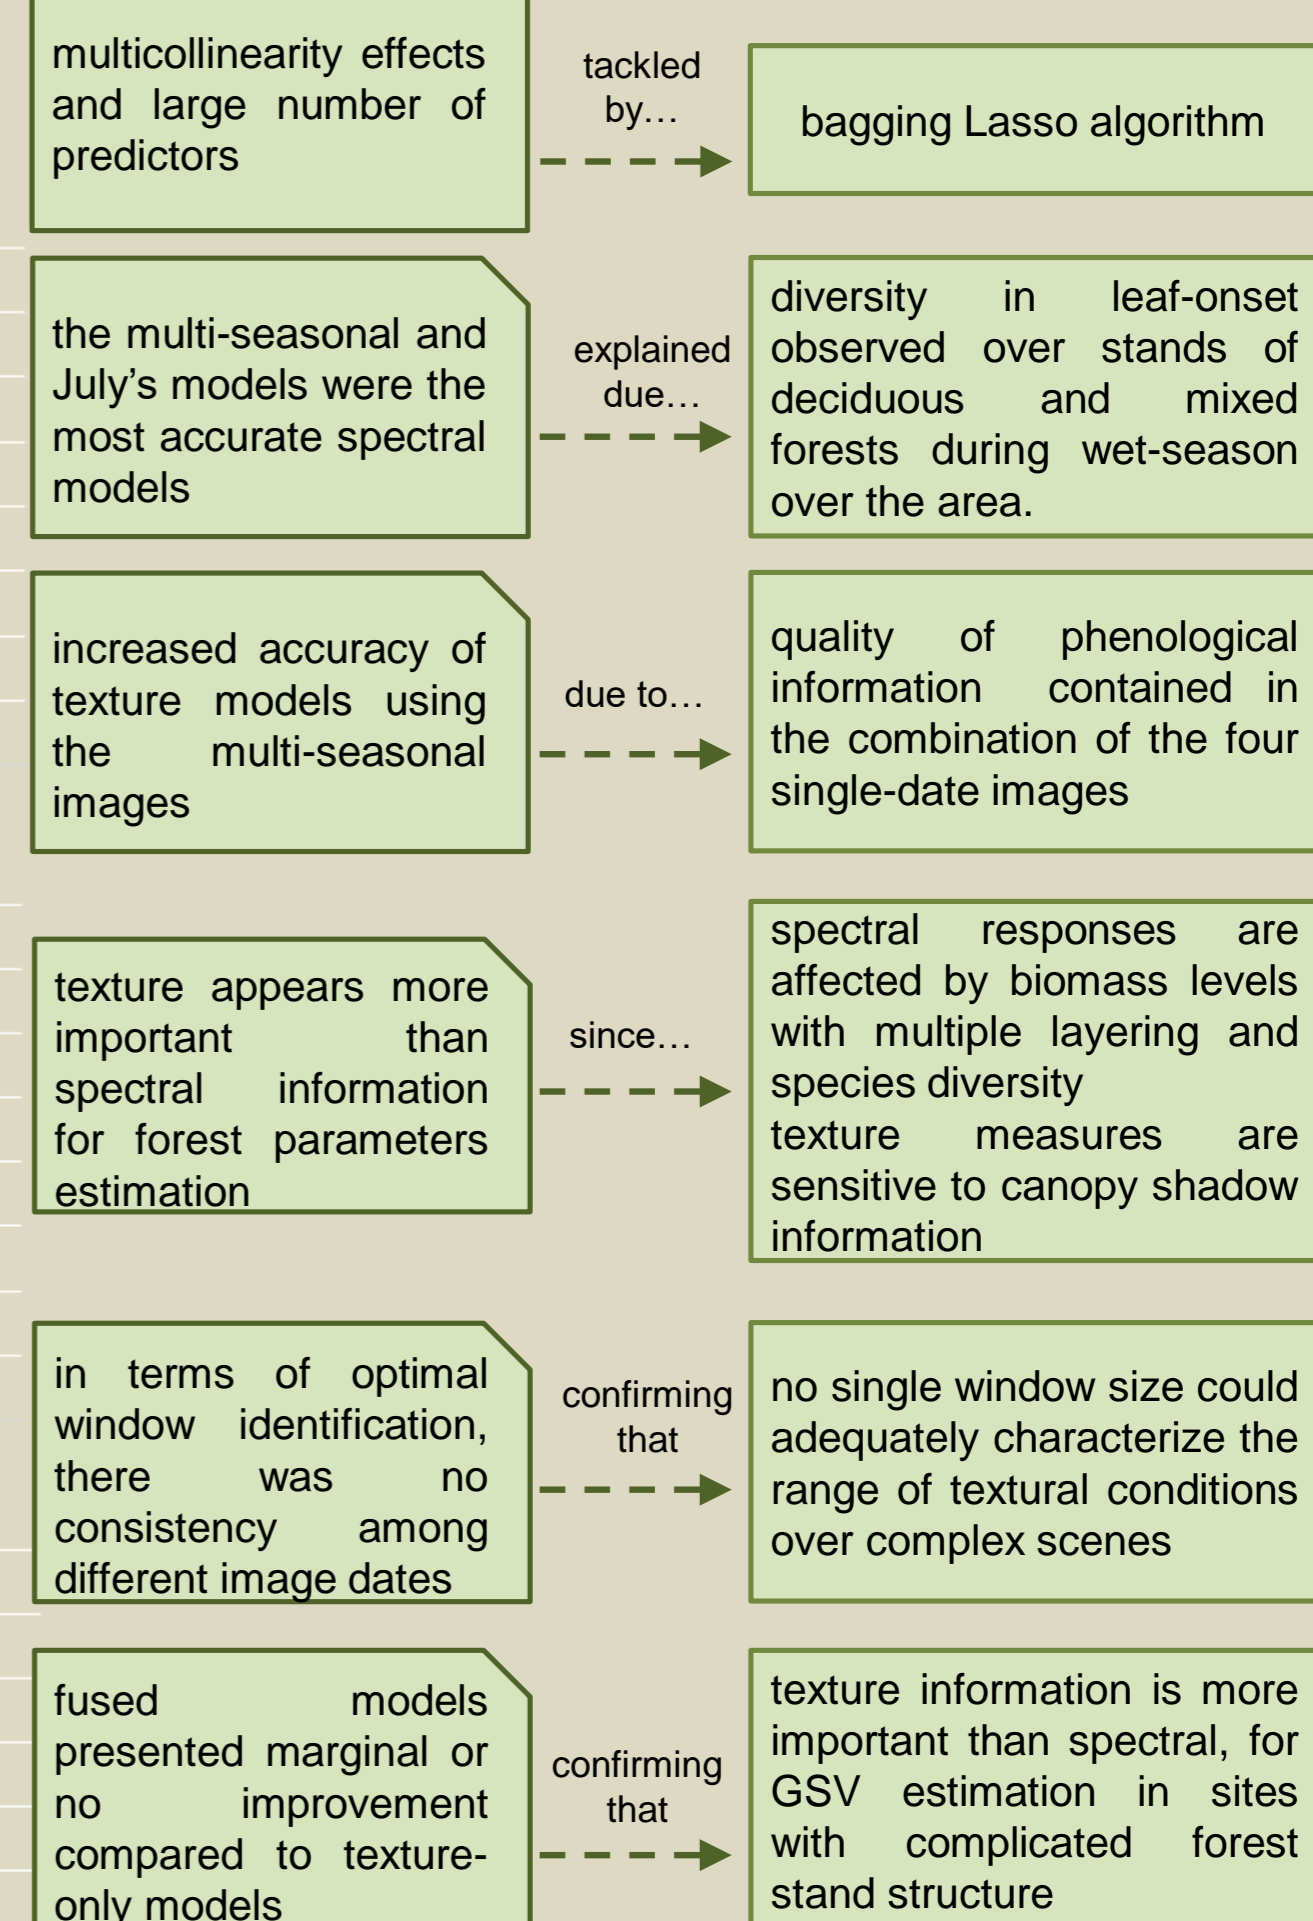 multicollinearity effects
and large number of
predictors
tackled
by…
bagging Lasso algorithm
the multi-seasonal and
July’s models were the
most accurate spectral
models
explained
due…
diversity in leaf-onset
observed over stands of
deciduous and mixed
forests during wet-season
over the area.
increased accuracy of
texture models using
the multi-seasonal
images
due to…
quality of phenological
information contained in
the combination of the four
single-date images
texture appears more
important than
spectral information
for forest parameters
estimation
since…
spectral responses are
affected by biomass levels
with multiple layering and
species diversity
texture measures are
sensitive to canopy shadow
information
in terms of optimal
window identification,
there was no
consistency among
different image dates
confirming
that
no single window size could
adequately characterize the
range of textural conditions
over complex scenes
fused models
presented marginal or
no improvement
compared to texture-
only models
confirming
that
texture information is more
important than spectral, for
GSV estimation in sites
with complicated forest
stand structure